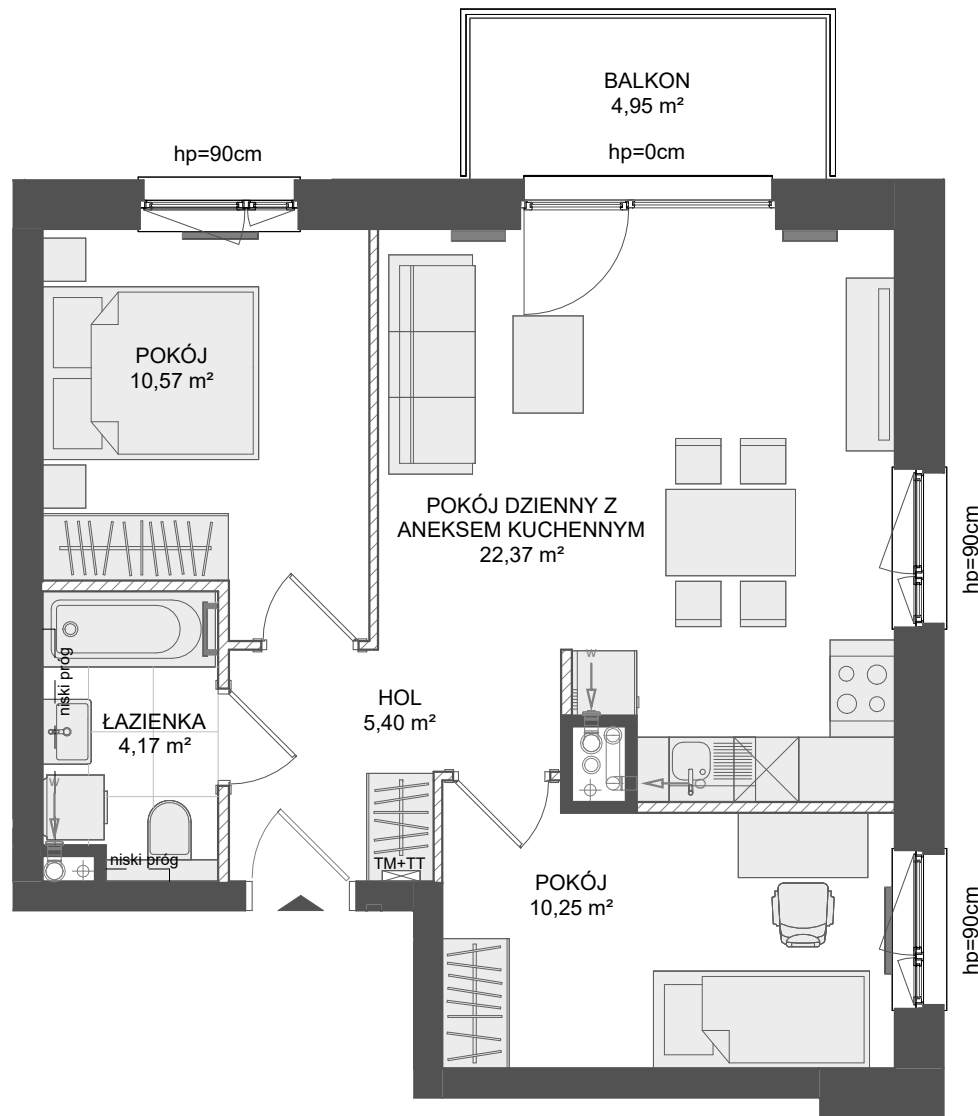 BALKON
4,95 m²
hp=90cm
hp=0cm
POKÓJ
10,57 m²
POKÓJ DZIENNY Z
ANEKSEM KUCHENNYM
22,37 m²
hp=90cm
W
niski próg
HOL
5,40 m²
ŁAZIENKA
4,17 m²
W
niski próg
TM+TT
POKÓJ
10,25 m²
hp=90cm